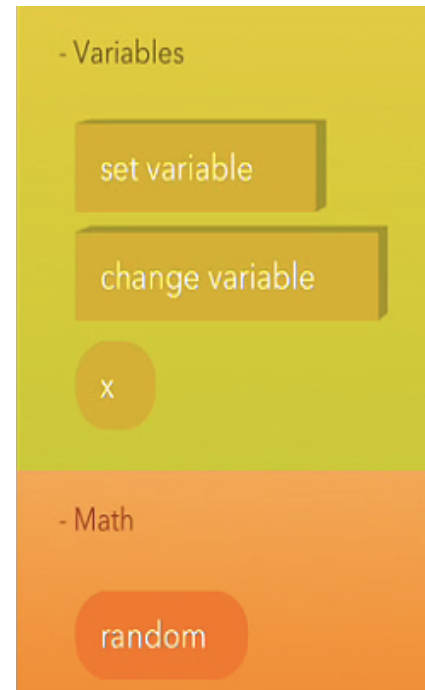 - Variables
set variable
change variable
x
- Math
random